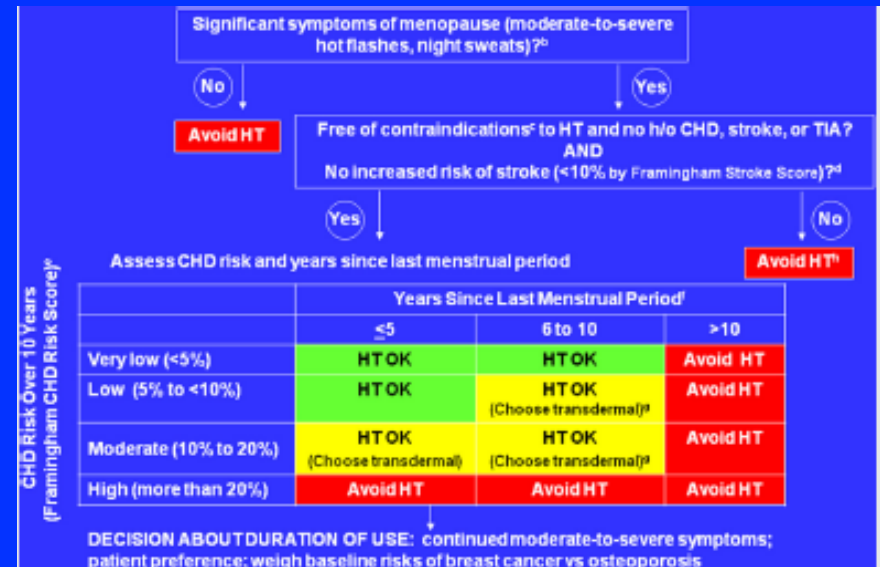 Significant symptoms of menopause (moderate-to-severe
hot flashes, night sweats)?ᵇ
No
Yes
Avoid HT
Free of contraindicationsᶜ to HT and no h/o CHD, stroke, or TIA?
AND
No increased risk of stroke (<10% by Framingham Stroke Score)?ᵈ
Yes
No
Assess CHD risk and years since last menstrual period
Avoid HTʰ
CHD Risk Over 10 Years
(Framingham CHD Risk Score)ᵉ
Years Since Last Menstrual Periodᶠ
≤5 6 to 10 >10
Very low (<5%) HT OK HT OK Avoid HT
Low (5% to <10%) HT OK HT OK Avoid HT
(Choose transdermal)ᵍ
Moderate (10% to 20%) HT OK HT OK Avoid HT
(Choose transdermal) (Choose transdermal)ᵍ
High (more than 20%) Avoid HT Avoid HT Avoid HT
DECISION ABOUT DURATION OF USE: continued moderate-to-severe symptoms;
patient preference; weigh baseline risks of breast cancer vs osteoporosis